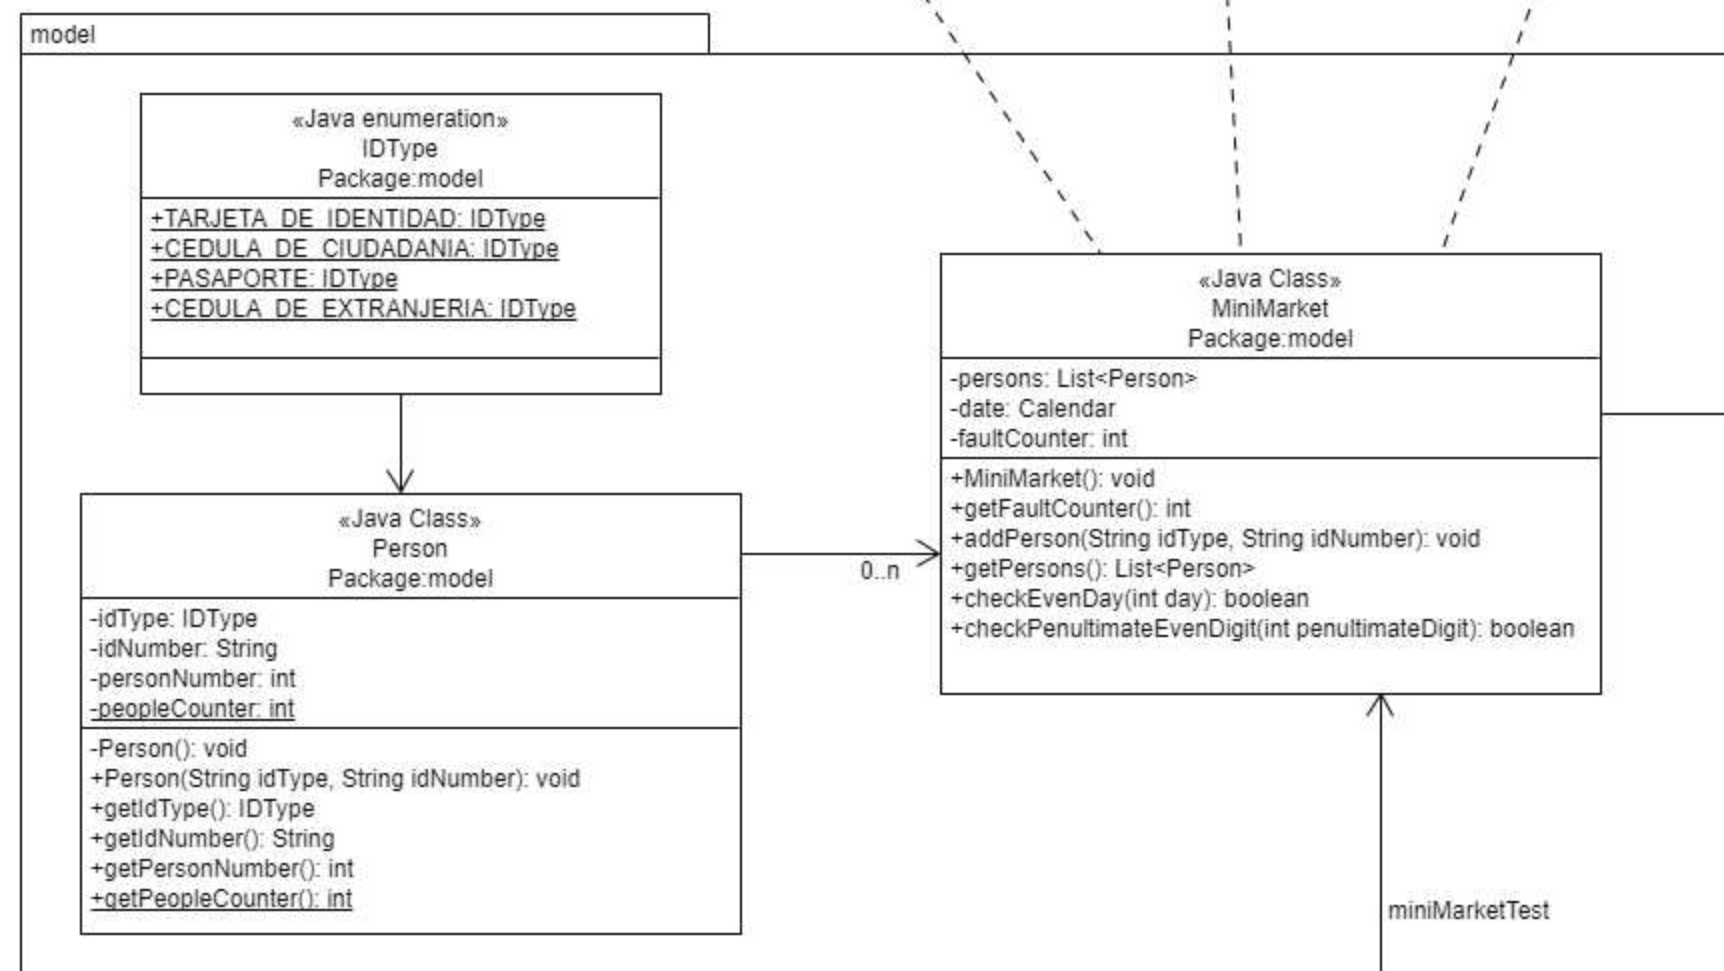 model
«Java enumeration»
IDType
Package:model
+TARJETA_DE_IDENTIDAD: IDType
+CEDULA_DE_CIUDADANIA: IDType
+PASAPORTE: IDType
+CEDULA_DE_EXTRANJERIA: IDType
«Java Class»
MiniMarket
Package:model
-persons: List<Person>
-date: Calendar
-faultCounter: int
+MiniMarket(): void
+getFaultCounter(): int
+addPerson(String idType, String idNumber): void
+getPersons(): List<Person>
+checkEvenDay(int day): boolean
+checkPenultimateEvenDigit(int penultimateDigit): boolean
«Java Class»
Person
Package:model
-idType: IDType
-idNumber: String
-personNumber: int
-peopleCounter: int
-Person(): void
+Person(String idType, String idNumber): void
+getIdType(): IDType
+getIdNumber(): String
+getPersonNumber(): int
+getPeopleCounter(): int
0..n
miniMarketTest